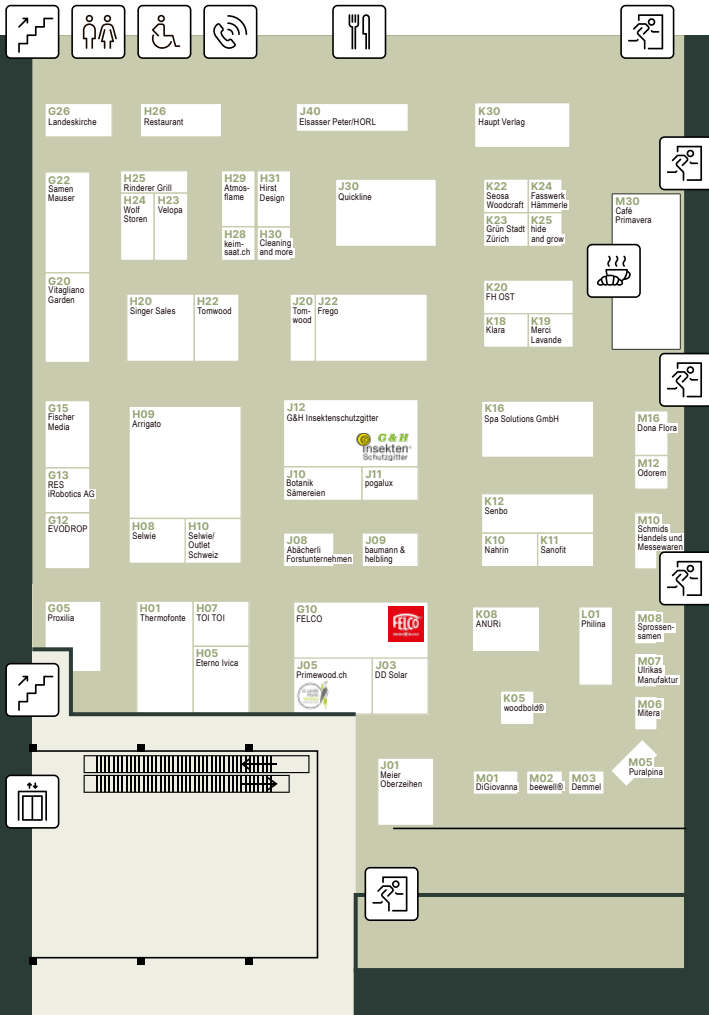 G26
Landeskirche
H26
Restaurant
J40
Elsasser Peter/HORL
K30
Haupt Verlag
G22
Samen
Mauser
H25
Rinderer Grill
H24
Wolf
Storen
H23
Velopa
H29
Atmos-
flame
H31
Hirst
Design
H28
keim-
saat.ch
H30
Cleaning
and more
J30
Quickline
K22
Seosa
Woodcraft
K24
Fasswerk
Hämmerle
K23
Grün Stadt
Zürich
K25
hide
and grow
M30
Café
Primavera
G20
Vitagliano
Garden
H20
Singer Sales
H22
Tomwood
J20
Tom-
wood
J22
Frego
K20
FH OST
K18
Klara
K19
Merci
Lavande
G15
Fischer
Media
G13
RES
iRobotics AG
G12
EVODROP
H09
Arrigato
H08
Selwie
H10
Selwie/
Outlet
Schweiz
J12
G&H Insektenschutzgitter
G&H
Insekten
Schutzgitter
J10
Botanik
Sämereien
J11
pogalux
J08
Abächerli
Forstunternehmen
J09
baumann &
helbling
K16
Spa Solutions GmbH
K12
Senbo
K10
Nahrin
K11
Sanofit
M16
Dona Flora
M12
Odorem
M10
Schmids
Handels und
Messewaren
G05
Proxilia
H01
Thermofonte
H07
TOI TOI
H05
Eterno Ivica
G10
FELCO
FELCO
J05
Primewood.ch
J03
DD Solar
K08
ANURi
L01
Philina
M08
Sprossen-
samen
M07
Ulrikas
Manufaktur
M06
Mitera
K05
woodbold®
M05
Puralpina
J01
Meier
Oberzeihen
M01
DiGiovanna
M02
beewell®
M03
Demmel